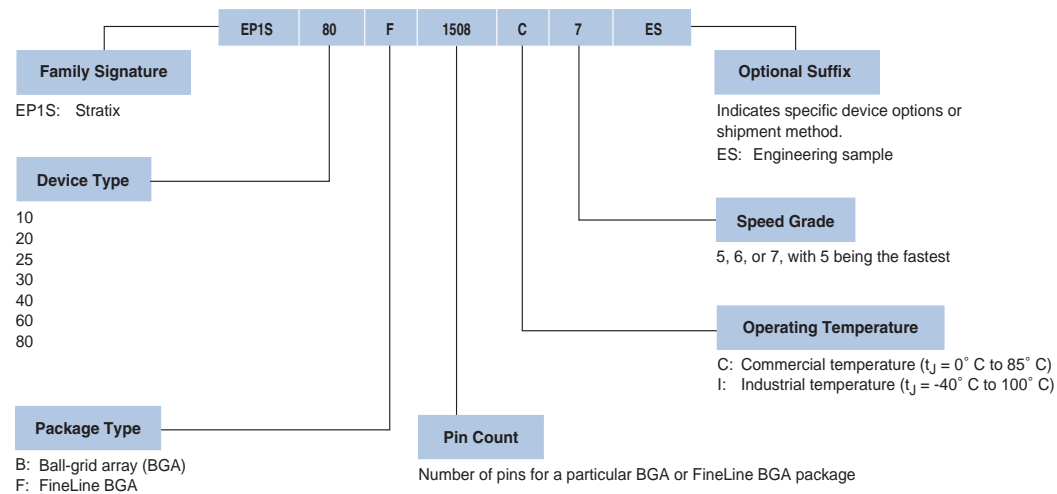 EP1S 80 F 1508 C 7 ES
Family Signature
EP1S: Stratix
Device Type
10
20
25
30
40
60
80
Package Type
B: Ball-grid array (BGA)
F: FineLine BGA
Pin Count
Number of pins for a particular BGA or FineLine BGA package
Optional Suffix
Indicates specific device options or
shipment method.
ES: Engineering sample
Speed Grade
5, 6, or 7, with 5 being the fastest
Operating Temperature
C: Commercial temperature (tJ = 0˚ C to 85˚ C)
I: Industrial temperature (tJ = -40˚ C to 100˚ C)